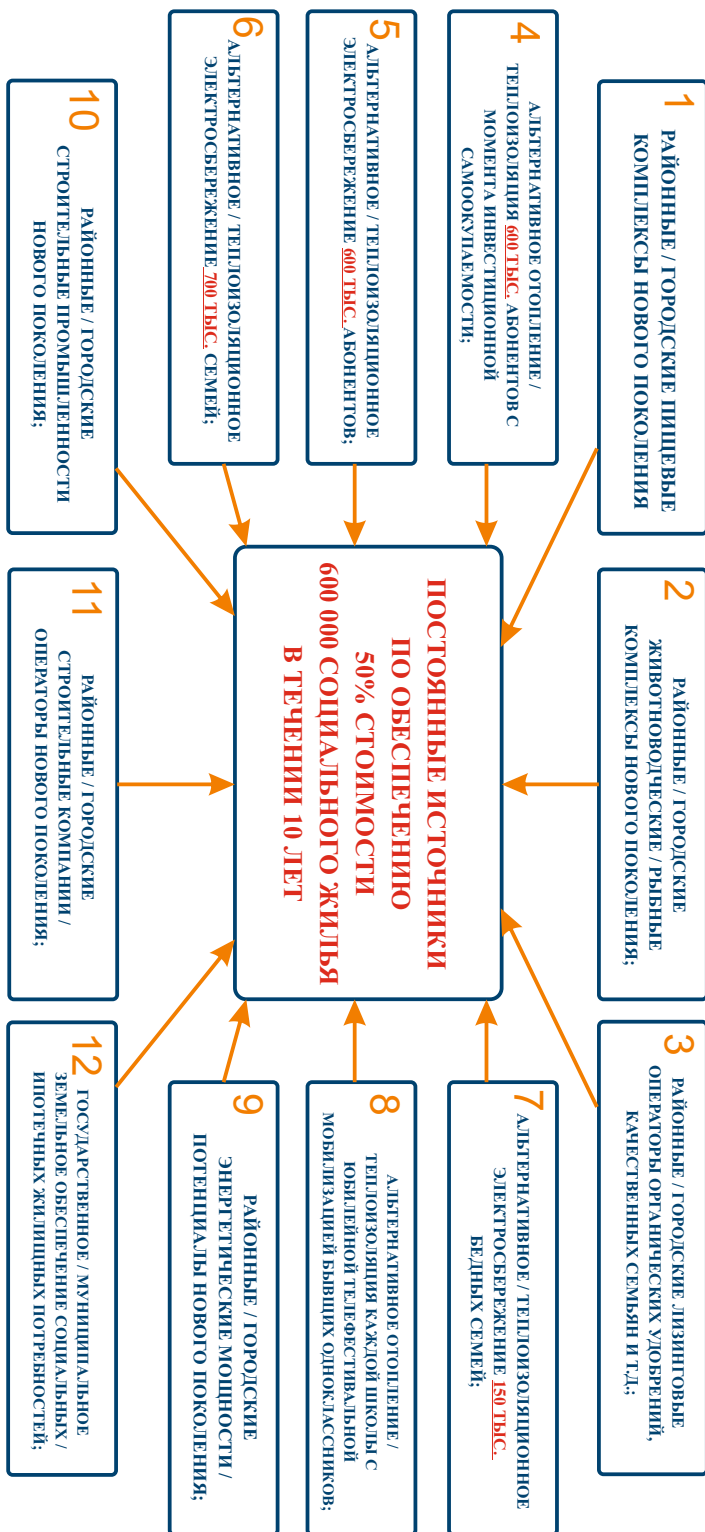 1
РАЙОННЫЕ / ГОРОДСКИЕ ПИЩЕВЫЕ
КОМПЛЕКСЫ НОВОГО ПОКОЛЕНИЯ
2
РАЙОННЫЕ / ГОРОДСКИЕ
ЖИВОТНОВОДЧЕСКИЕ / РЫБНЫЕ
КОМПЛЕКСЫ НОВОГО ПОКОЛЕНИЯ;
3
РАЙОННЫЕ / ГОРОДСКИЕ ЛИЗИНГОВЫЕ
ОПЕРАТОРЫ ОРГАНИЧЕСКИХ УДОБРЕНИЙ,
КАЧЕСТВЕННЫХ СЕМЬЯН И Т.Д.;
4
АЛЬТЕРНАТИВНОЕ ОТОПЛЕНИЕ /
ТЕПЛОИЗОЛЯЦИЯ 600 ТЫС. АБОНЕНТОВ С
МОМЕНТА ИНВЕСТИЦИОННОЙ
САМООКУПАЕМОСТИ;
5
АЛЬТЕРНАТИВНОЕ / ТЕПЛОИЗОЛЯЦИОННОЕ
ЭЛЕКТРОСБЕРЕЖЕНИЕ 600 ТЫС. АБОНЕНТОВ;
6
АЛЬТЕРНАТИВНОЕ / ТЕПЛОИЗОЛЯЦИОННОЕ
ЭЛЕКТРОСБЕРЕЖЕНИЕ 700 ТЫС. СЕМЕЙ;
ПОСТОЯННЫЕ ИСТОЧНИКИ
ПО ОБЕСПЕЧЕНИЮ
50% СТОИМОСТИ
600 000 СОЦИАЛЬНОГО ЖИЛЬЯ
В ТЕЧЕНИИ 10 ЛЕТ
7
АЛЬТЕРНАТИВНОЕ / ТЕПЛОИЗОЛЯЦИОННОЕ
ЭЛЕКТРОСБЕРЕЖЕНИЕ 150 ТЫС.
БЕДНЫХ СЕМЕЙ;
8
АЛЬТЕРНАТИВНОЕ ОТОПЛЕНИЕ /
ТЕПЛОИЗОЛЯЦИЯ КАЖДОЙ ШКОЛЫ С
ЮБИЛЕЙНОЙ ТЕЛЕФЕСТИВАЛЬНОЙ
МОБИЛИЗАЦИЕЙ БЫВЩИХ ОДНОКЛАССНИКОВ;
9
РАЙОННЫЕ / ГОРОДСКИЕ
ЭНЕРГЕТИЧЕСКИЕ МОЩНОСТИ /
ПОТЕНЦИАЛЫ НОВОГО ПОКОЛЕНИЯ;
10
РАЙОННЫЕ / ГОРОДСКИЕ
СТРОИТЕЛЬНЫЕ ПРОМЫШЛЕННОСТИ
НОВОГО ПОКОЛЕНИЯ;
11
РАЙОННЫЕ / ГОРОДСКИЕ
СТРОИТЕЛЬНЫЕ КОМПАНИИ /
ОПЕРАТОРЫ НОВОГО ПОКОЛЕНИЯ;
12
ГОСУДАРСТВЕННОЕ / МУНИЦИПАЛЬНОЕ
ЗЕМЕЛЬНОЕ ОБЕСПЕЧЕНИЕ СОЦИАЛЬНЫХ /
ИПОТЕЧНЫХ ЖИЛИЩНЫХ ПОТРЕБНОСТЕЙ;